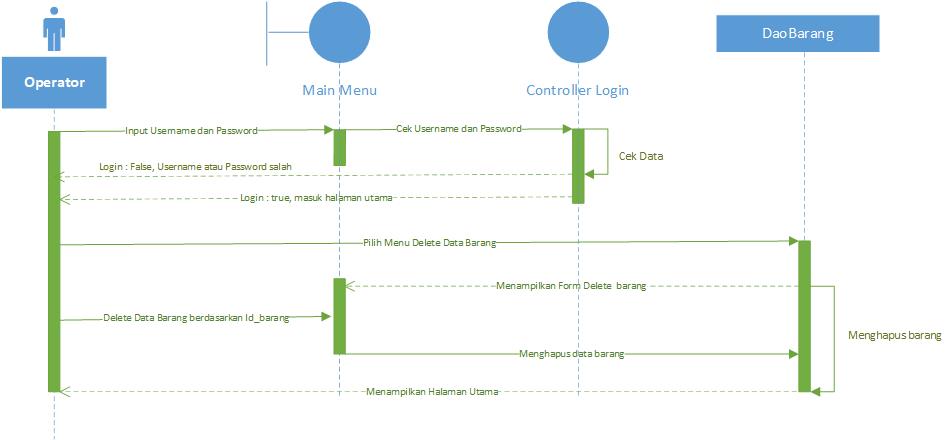 DaoBarang
Operator
Main Menu
Controller Login
Input Username dan Password
Cek Username dan Password
Cek Data
Login : False, Username atau Password salah
Login : true, masuk halaman utama
Pilih Menu Delete Data Barang
Menampilkan Form Delete barang
Delete Data Barang berdasarkan Id_barang
Menghapus barang
Menghapus data barang
Menampilkan Halaman Utama